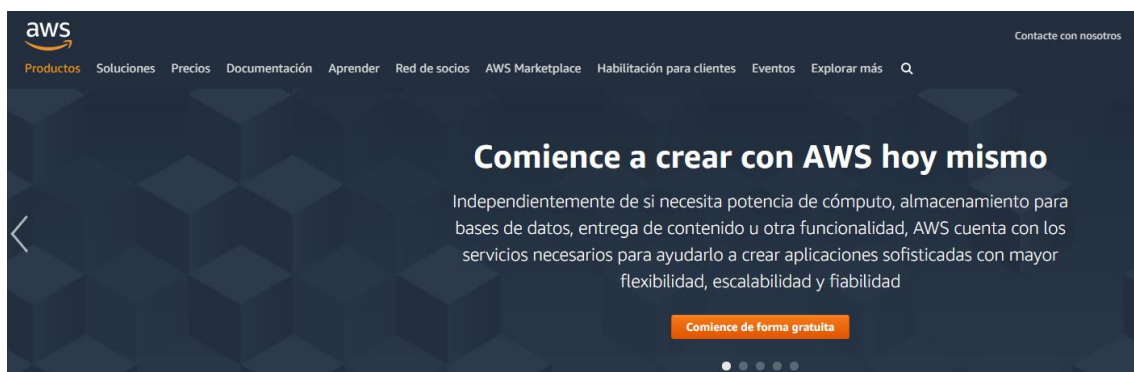 aws
Contacte con nosotros
Productos Soluciones Precios Documentación Aprender Red de socios AWS Marketplace Habilitación para clientes Eventos Explorar más
Comience a crear con AWS hoy mismo
Independientemente de si necesita potencia de cómputo, almacenamiento para
bases de datos, entrega de contenido u otra funcionalidad, AWS cuenta con los
servicios necesarios para ayudarlo a crear aplicaciones sofisticadas con mayor
flexibilidad, escalabilidad y fiabilidad
Comience de forma gratuita